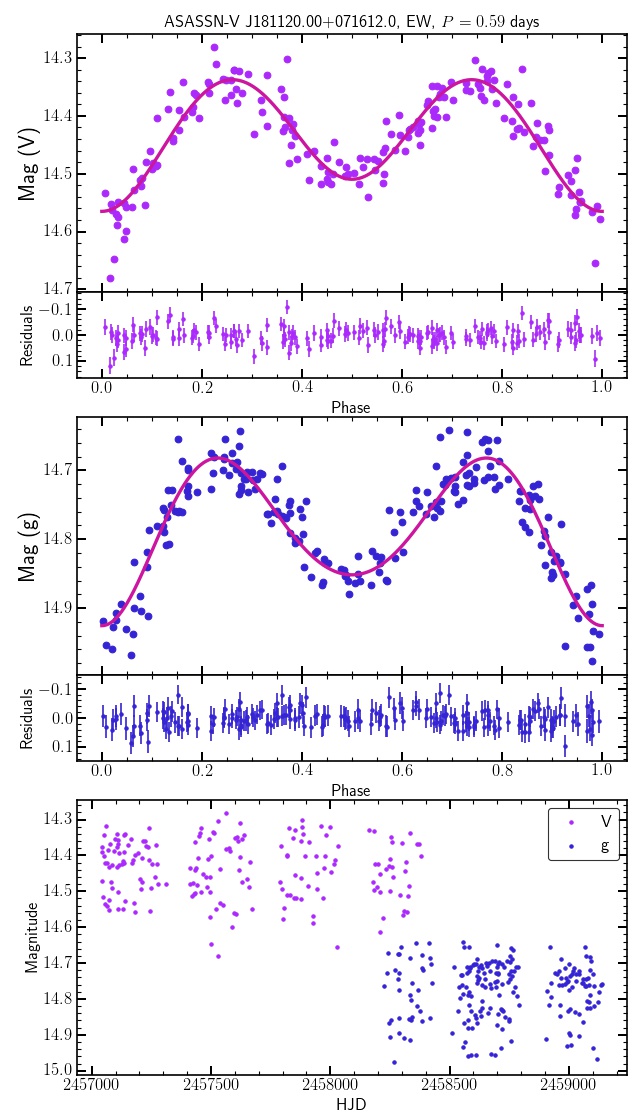 ASASSN-V J181120.00+071612.0, EW, P = 0.59 days
14.3
14.4
14.5
14.6
14.7
Mag (V)
−0.1
0.0
0.1
Residuals
0.0 0.2 0.4 0.6 0.8 1.0
Phase
14.7
14.8
14.9
Mag (g)
−0.1
0.0
0.1
Residuals
0.0 0.2 0.4 0.6 0.8 1.0
Phase
V
g
14.3
14.4
14.5
14.6
14.7
14.8
14.9
15.0
Magnitude
2457000 2457500 2458000 2458500 2459000
HJD